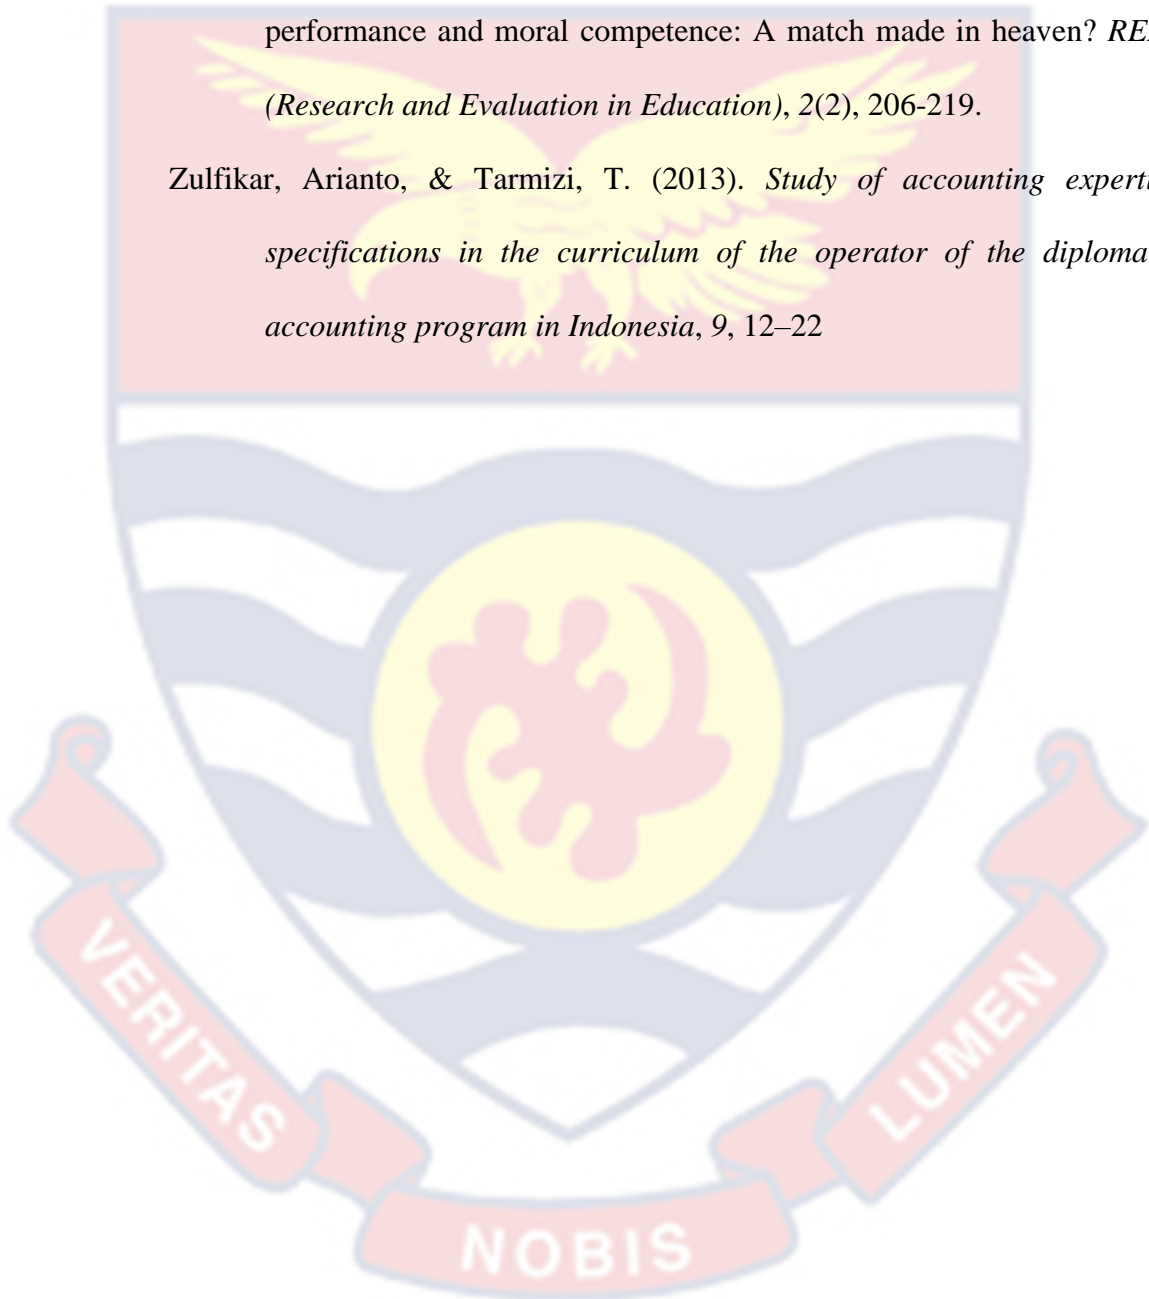 performance and moral competence: A match made in heaven?
(Research and Evaluation in Education), 2(2), 206-219.
Zulfikar, Arianto, & Tarmizi, T. (2013). Study of accounting
specifications in the curriculum of the operator of the diploma
accounting program in Indonesia, 9, 12–22
VERITAS
NOBIS
LUMEN